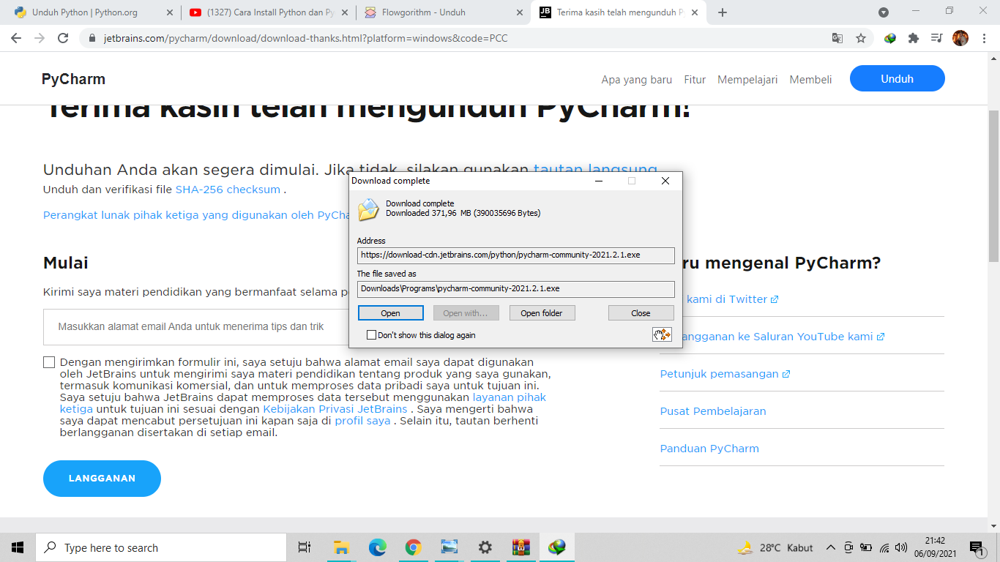 Unduh Python | Python.org
(1327) Cara Install Python dan Py
Flowgorithm - Unduh
JB
Terima kasih telah mengunduh P
jetbrains.com/pycharm/download/download-thanks.html?platform=windows&code=PCC
PyCharm
Apa yang baru
Fitur
Mempelajari
Membeli
Unduh
Terima kasih telah mengunduh PyCharm!
Unduhan Anda akan segera dimulai. Jika tidak, silakan gunakan tautan langsung
Unduh dan verifikasi file SHA-256 checksum .
Perangkat lunak pihak ketiga yang digunakan oleh
Download complete
Download complete
Downloaded 371,96 MB (390035696 Bytes)
Address
https://download-cdn.jetbrains.com/python/pycharm-community-2021.2.1.exe
The file saved as
Downloads\Programs\pycharm-community-2021.2.1.exe
Open
Open with...
Open folder
Close
Don't show this dialog again
Mulai
Kirimi saya materi pendidikan yang bermanfaat selama
Masukkan alamat email Anda untuk menerima tips dan trik
Dengan mengirimkan formulir ini, saya setuju bahwa alamat email saya dapat digunakan
oleh JetBrains untuk mengirimi saya materi pendidikan tentang produk yang saya gunakan,
termasuk komunikasi komersial, dan untuk memproses data pribadi saya untuk tujuan ini.
Saya setuju bahwa JetBrains dapat memproses data tersebut menggunakan layanan pihak
ketiga untuk tujuan ini sesuai dengan Kebijakan Privasi JetBrains . Saya mengerti bahwa
saya dapat mencabut persetujuan ini kapan saja di profil saya . Selain itu, tautan berhenti
berlangganan disertakan di setiap email.
LANGGANAN
ru mengenal PyCharm?
kami di Twitter
angganan ke Saluran YouTube kami
Petunjuk pemasangan
Pusat Pembelajaran
Panduan PyCharm
Type here to search
28°C Kabut
21:42
06/09/2021
1